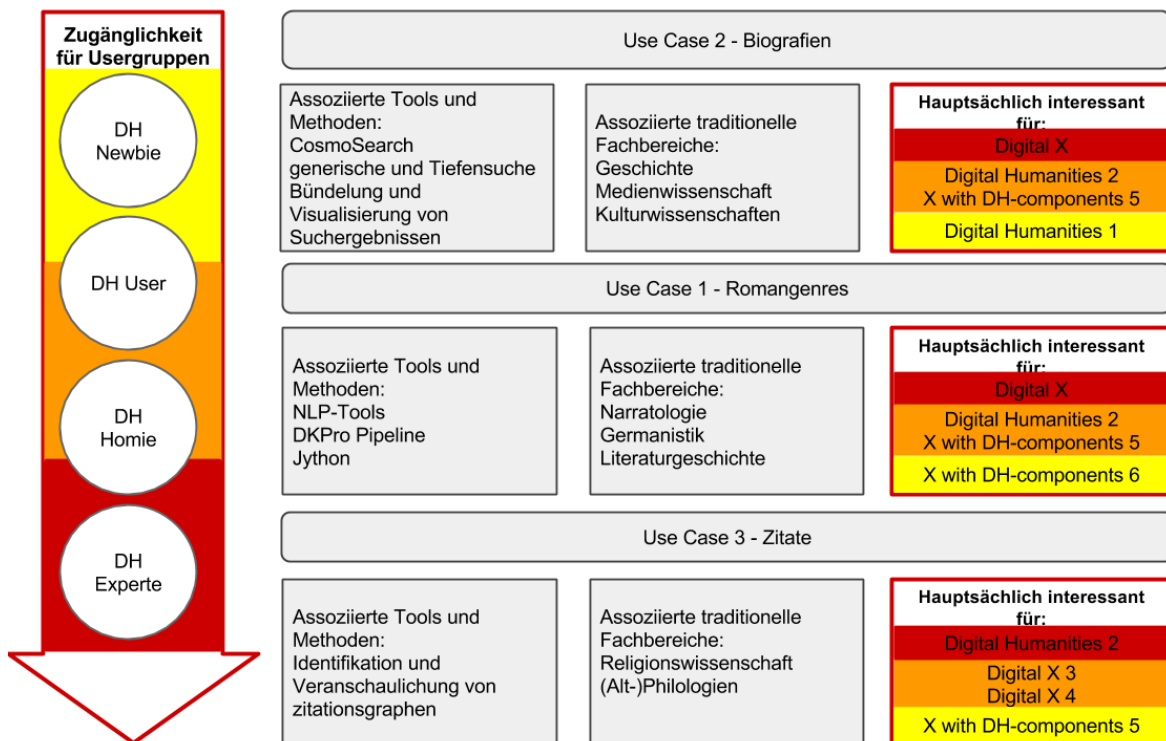 Zugänglichkeit
für Usergruppen
DH
Newbie
DH User
DH
Homie
DH
Experte
Use Case 2 - Biografien
Assoziierte Tools und
Methoden:
CosmoSearch
generische und Tiefensuche
Bündelung und
Visualisierung von
Suchergebnissen
Assoziierte traditionelle
Fachbereiche:
Geschichte
Medienwissenschaft
Kulturwissenschaften
Hauptsächlich interessant
für:
Digital X
Digital Humanities 2
X with DH-components 5
Digital Humanities 1
Use Case 1 - Romangenres
Assoziierte Tools und
Methoden:
NLP-Tools
DKPro Pipeline
Jython
Assoziierte traditionelle
Fachbereiche:
Narratologie
Germanistik
Literaturgeschichte
Hauptsächlich interessant
für:
Digital X
Digital Humanities 2
X with DH-components 5
X with DH-components 6
Use Case 3 - Zitate
Assoziierte Tools und
Methoden:
Identifikation und
Veranschaulichung von
zitationsgraphen
Assoziierte traditionelle
Fachbereiche:
Religionswissenschaft
(Alt-)Philologien
Hauptsächlich interessant
für:
Digital Humanities 2
Digital X 3
Digital X 4
X with DH-components 5